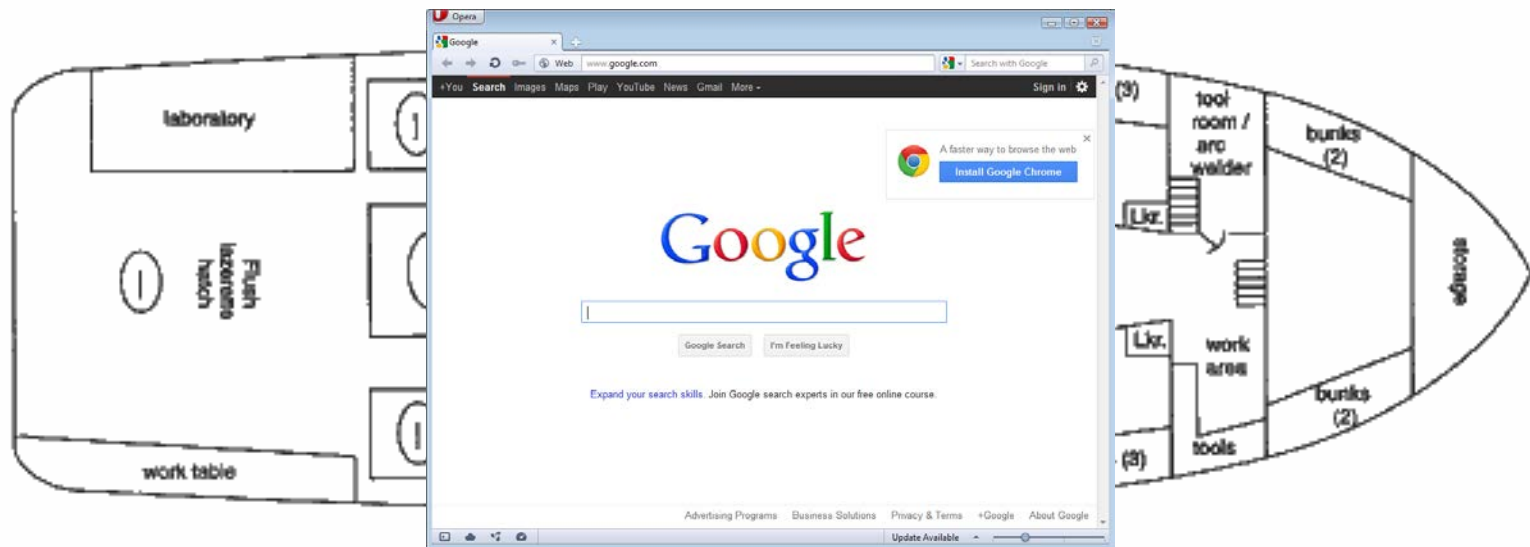 Opera
Google
Web www.google.com Search with Google
+You Search Images Maps Play YouTube News Gmail More Sign in
A faster way to browse the web
Install Google Chrome
Google
Google Search I'm Feeling Lucky
Expand your search skills. Join Google search experts in our free online course.
Advertising Programs Business Solutions Privacy & Terms +Google About Google
Update Available
laboratory
Flush
lazerette
hatch
work table
(3)
tool
room /
arc
welder
bunks
(2)
Lkr.
storage
Lkr.
work
area
bunks
(2)
(3)
tools